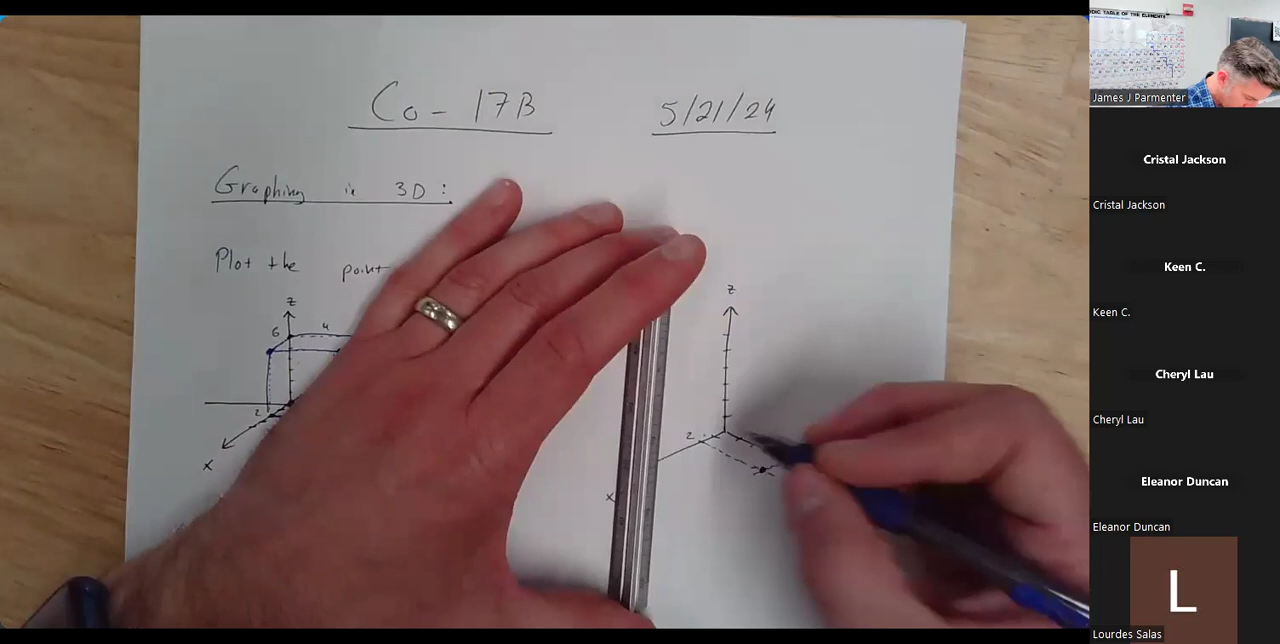 Co - 17B 5/21/24
Graphing in 3D :
Plot the point
z
6
4
2
x
z
2
x
PERIODIC TABLE OF THE ELEMENTS
James J Parmenter
Cristal Jackson
Cristal Jackson
Keen C.
Keen C.
Cheryl Lau
Cheryl Lau
Eleanor Duncan
Eleanor Duncan
L
Lourdes Salas